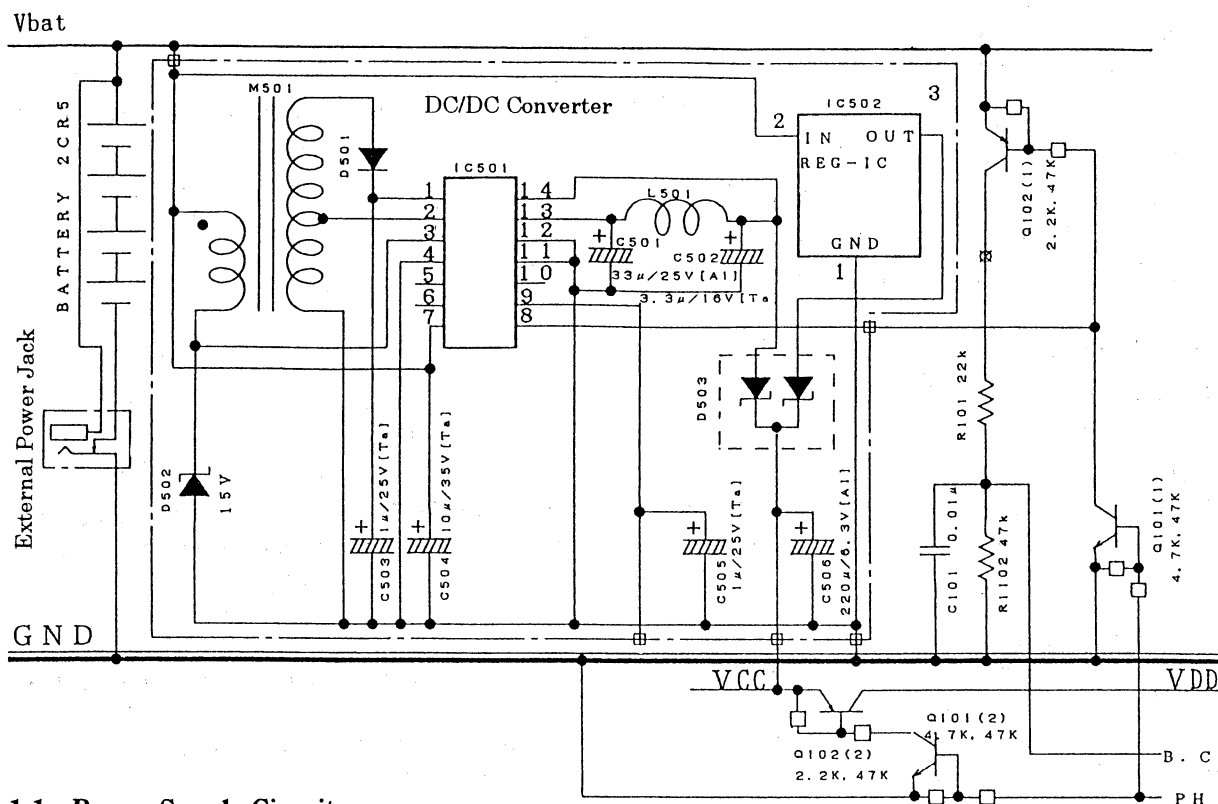 Vbat
M501
DC/DC Converter
IC502
3
2
IN OUT
REG-IC
GND
1
D501
IC501
1
2
3
4
5
6
7
14
13
12
11
10
9
8
L501
C501
33μ/25V[Al]
C502
3.3μ/16V[Ta
Q102(1)
2.2K, 47K
BATTERY 2CR5
External Power Jack
D502
15V
C503
1μ/25V[Ta]
C504
10μ/35V[Ta]
D503
C505
1μ/25V[Ta]
C506
220μ/6.3V[Al]
R101 22k
C101 0.01μ
R1102 47k
Q101(1)
4.7K, 47K
GND
VCC
VDD
Q101(2)
4.7K, 47K
Q102(2)
2.2K, 47K
B. C
PH